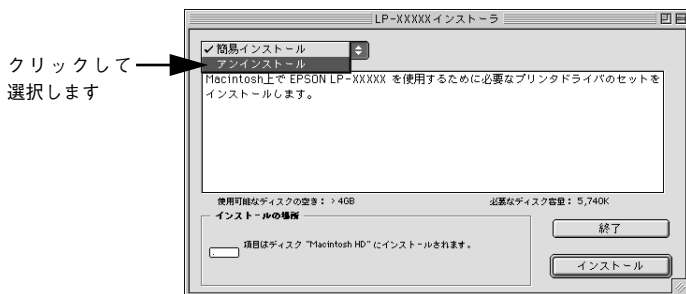 LP-XXXXX インストーラ
✓簡易インストール
アンインストール
クリックして
選択します
Macintosh上で EPSON LP-XXXXX を使用するために必要なプリンタドライバのセットを
インストールします。
使用可能なディスクの空き： > 4GB
必要なディスク容量： 5,740K
インストールの場所
項目はディスク "Macintosh HD" にインストールされます。
終了
インストール